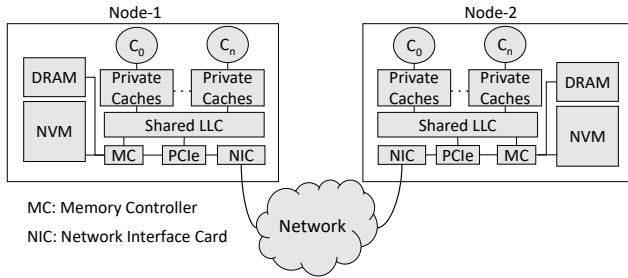 Node-1
C0
Cn
DRAM
Private Caches
. . .
Private Caches
NVM
Shared LLC
MC
PCIe
NIC
Node-2
C0
Cn
Private Caches
. . .
Private Caches
DRAM
Shared LLC
NVM
NIC
PCIe
MC
MC: Memory Controller
NIC: Network Interface Card
Network